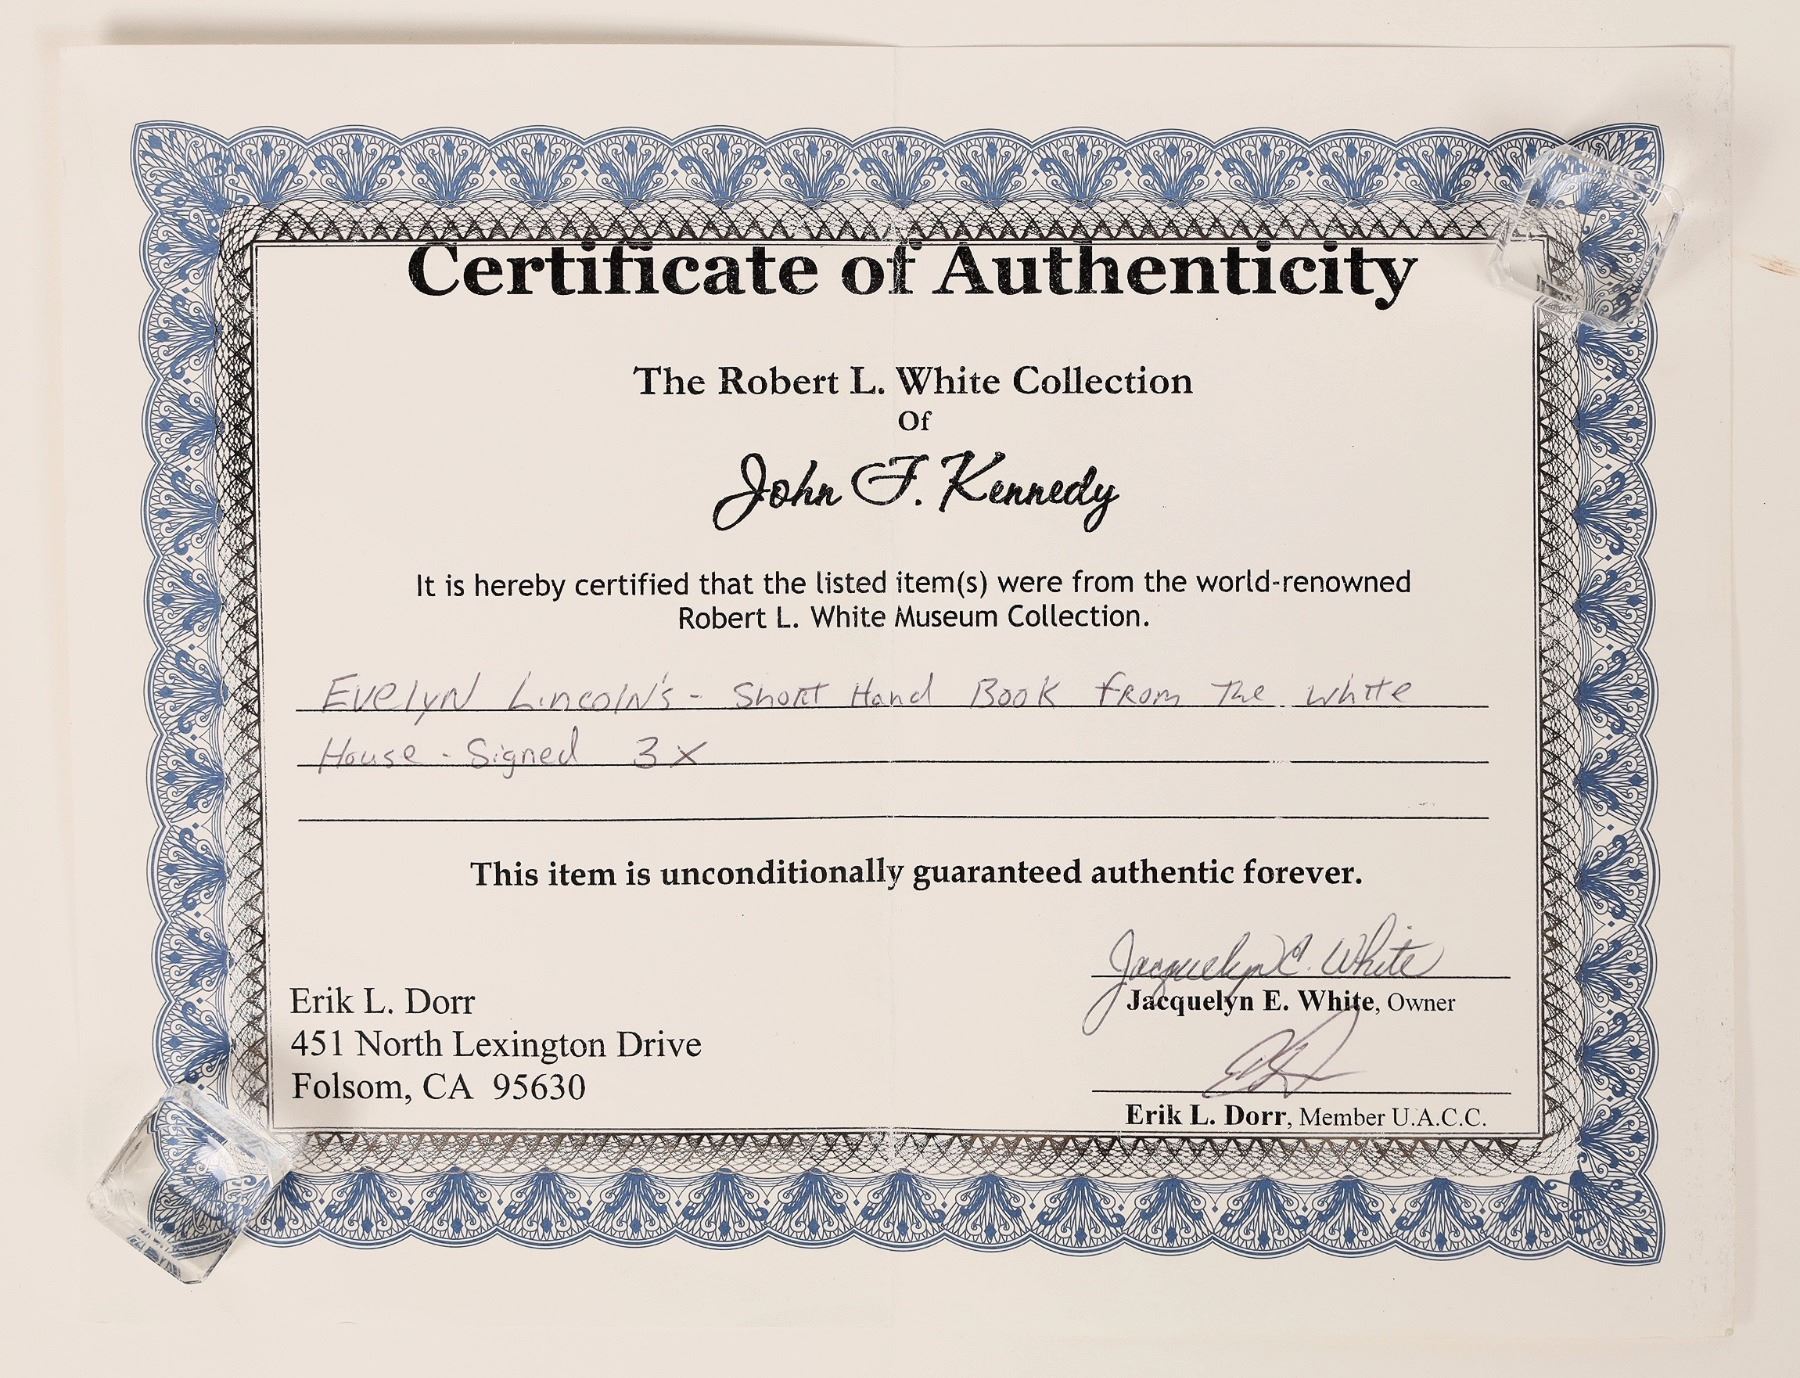 Certificate of Authenticity
The Robert L. White Collection
Of
John F. Kennedy
It is hereby certified that the listed item(s) were from the world-renowned
Robert L. White Museum Collection.
Evelyn Lincoln's - Short Hand Book from The White
House - Signed 3x
This item is unconditionally guaranteed authentic forever.
Jacquelyn E. White
Erik L. Dorr
Jacquelyn E. White, Owner
451 North Lexington Drive
Folsom, CA 95630
Erik L. Dorr, Member U.A.C.C.